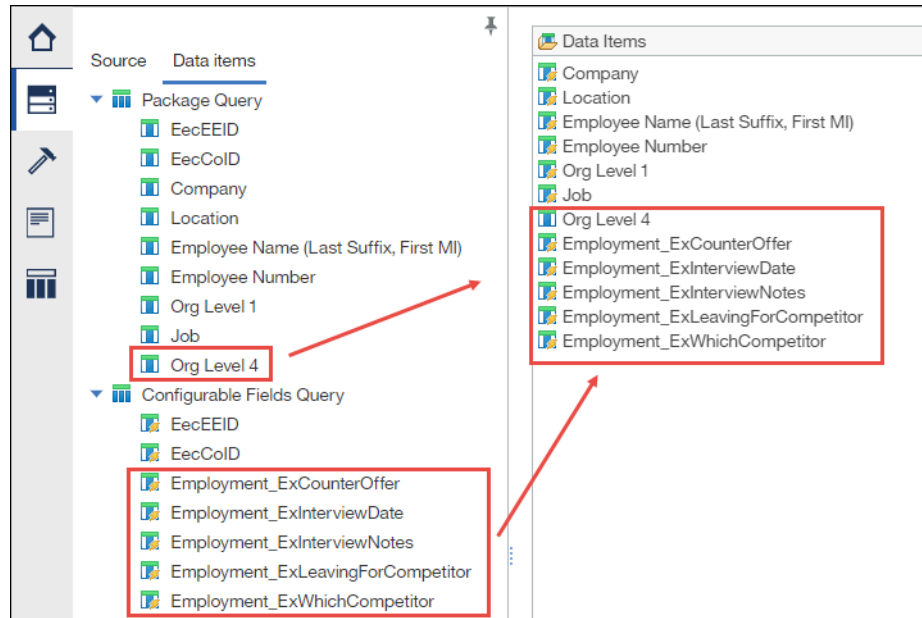 Source Data items
Package Query
EecEEID
EecCoID
Company
Location
Employee Name (Last Suffix, First MI)
Employee Number
Org Level 1
Job
Org Level 4
Configurable Fields Query
EecEEID
EecCoID
Employment_ExCounterOffer
Employment_ExInterviewDate
Employment_ExInterviewNotes
Employment_ExLeavingForCompetitor
Employment_ExWhichCompetitor
Data Items
Company
Location
Employee Name (Last Suffix, First MI)
Employee Number
Org Level 1
Job
Org Level 4
Employment_ExCounterOffer
Employment_ExInterviewDate
Employment_ExInterviewNotes
Employment_ExLeavingForCompetitor
Employment_ExWhichCompetitor